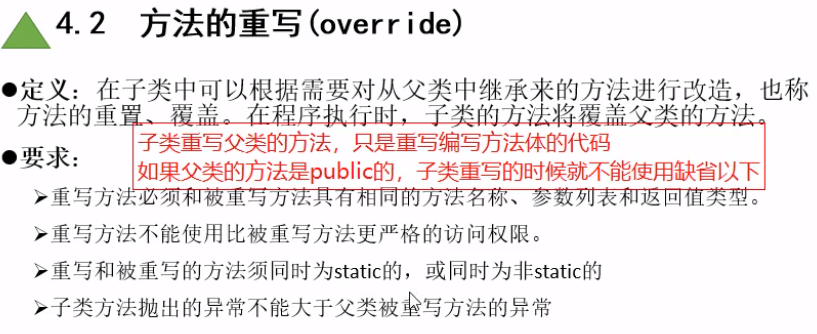 4.2 方法的重写(override)
●定义：在子类中可以根据需要对从父类中继承来的方法进行改造，也称
方法的重置、覆盖。在程序执行时，子类的方法将覆盖父类的方法。
子类重写父类的方法，只是重写编写方法体的代码
●要求：
如果父类的方法是public的，子类重写的时候就不能使用缺省以下
➢重写方法必须和被重写方法具有相同的方法名称、参数列表和返回值类型。
➢重写方法不能使用比被重写方法更严格的访问权限。
➢重写和被重写的方法须同时为static的，或同时为非static的
➢子类方法抛出的异常不能大于父类被重写方法的异常